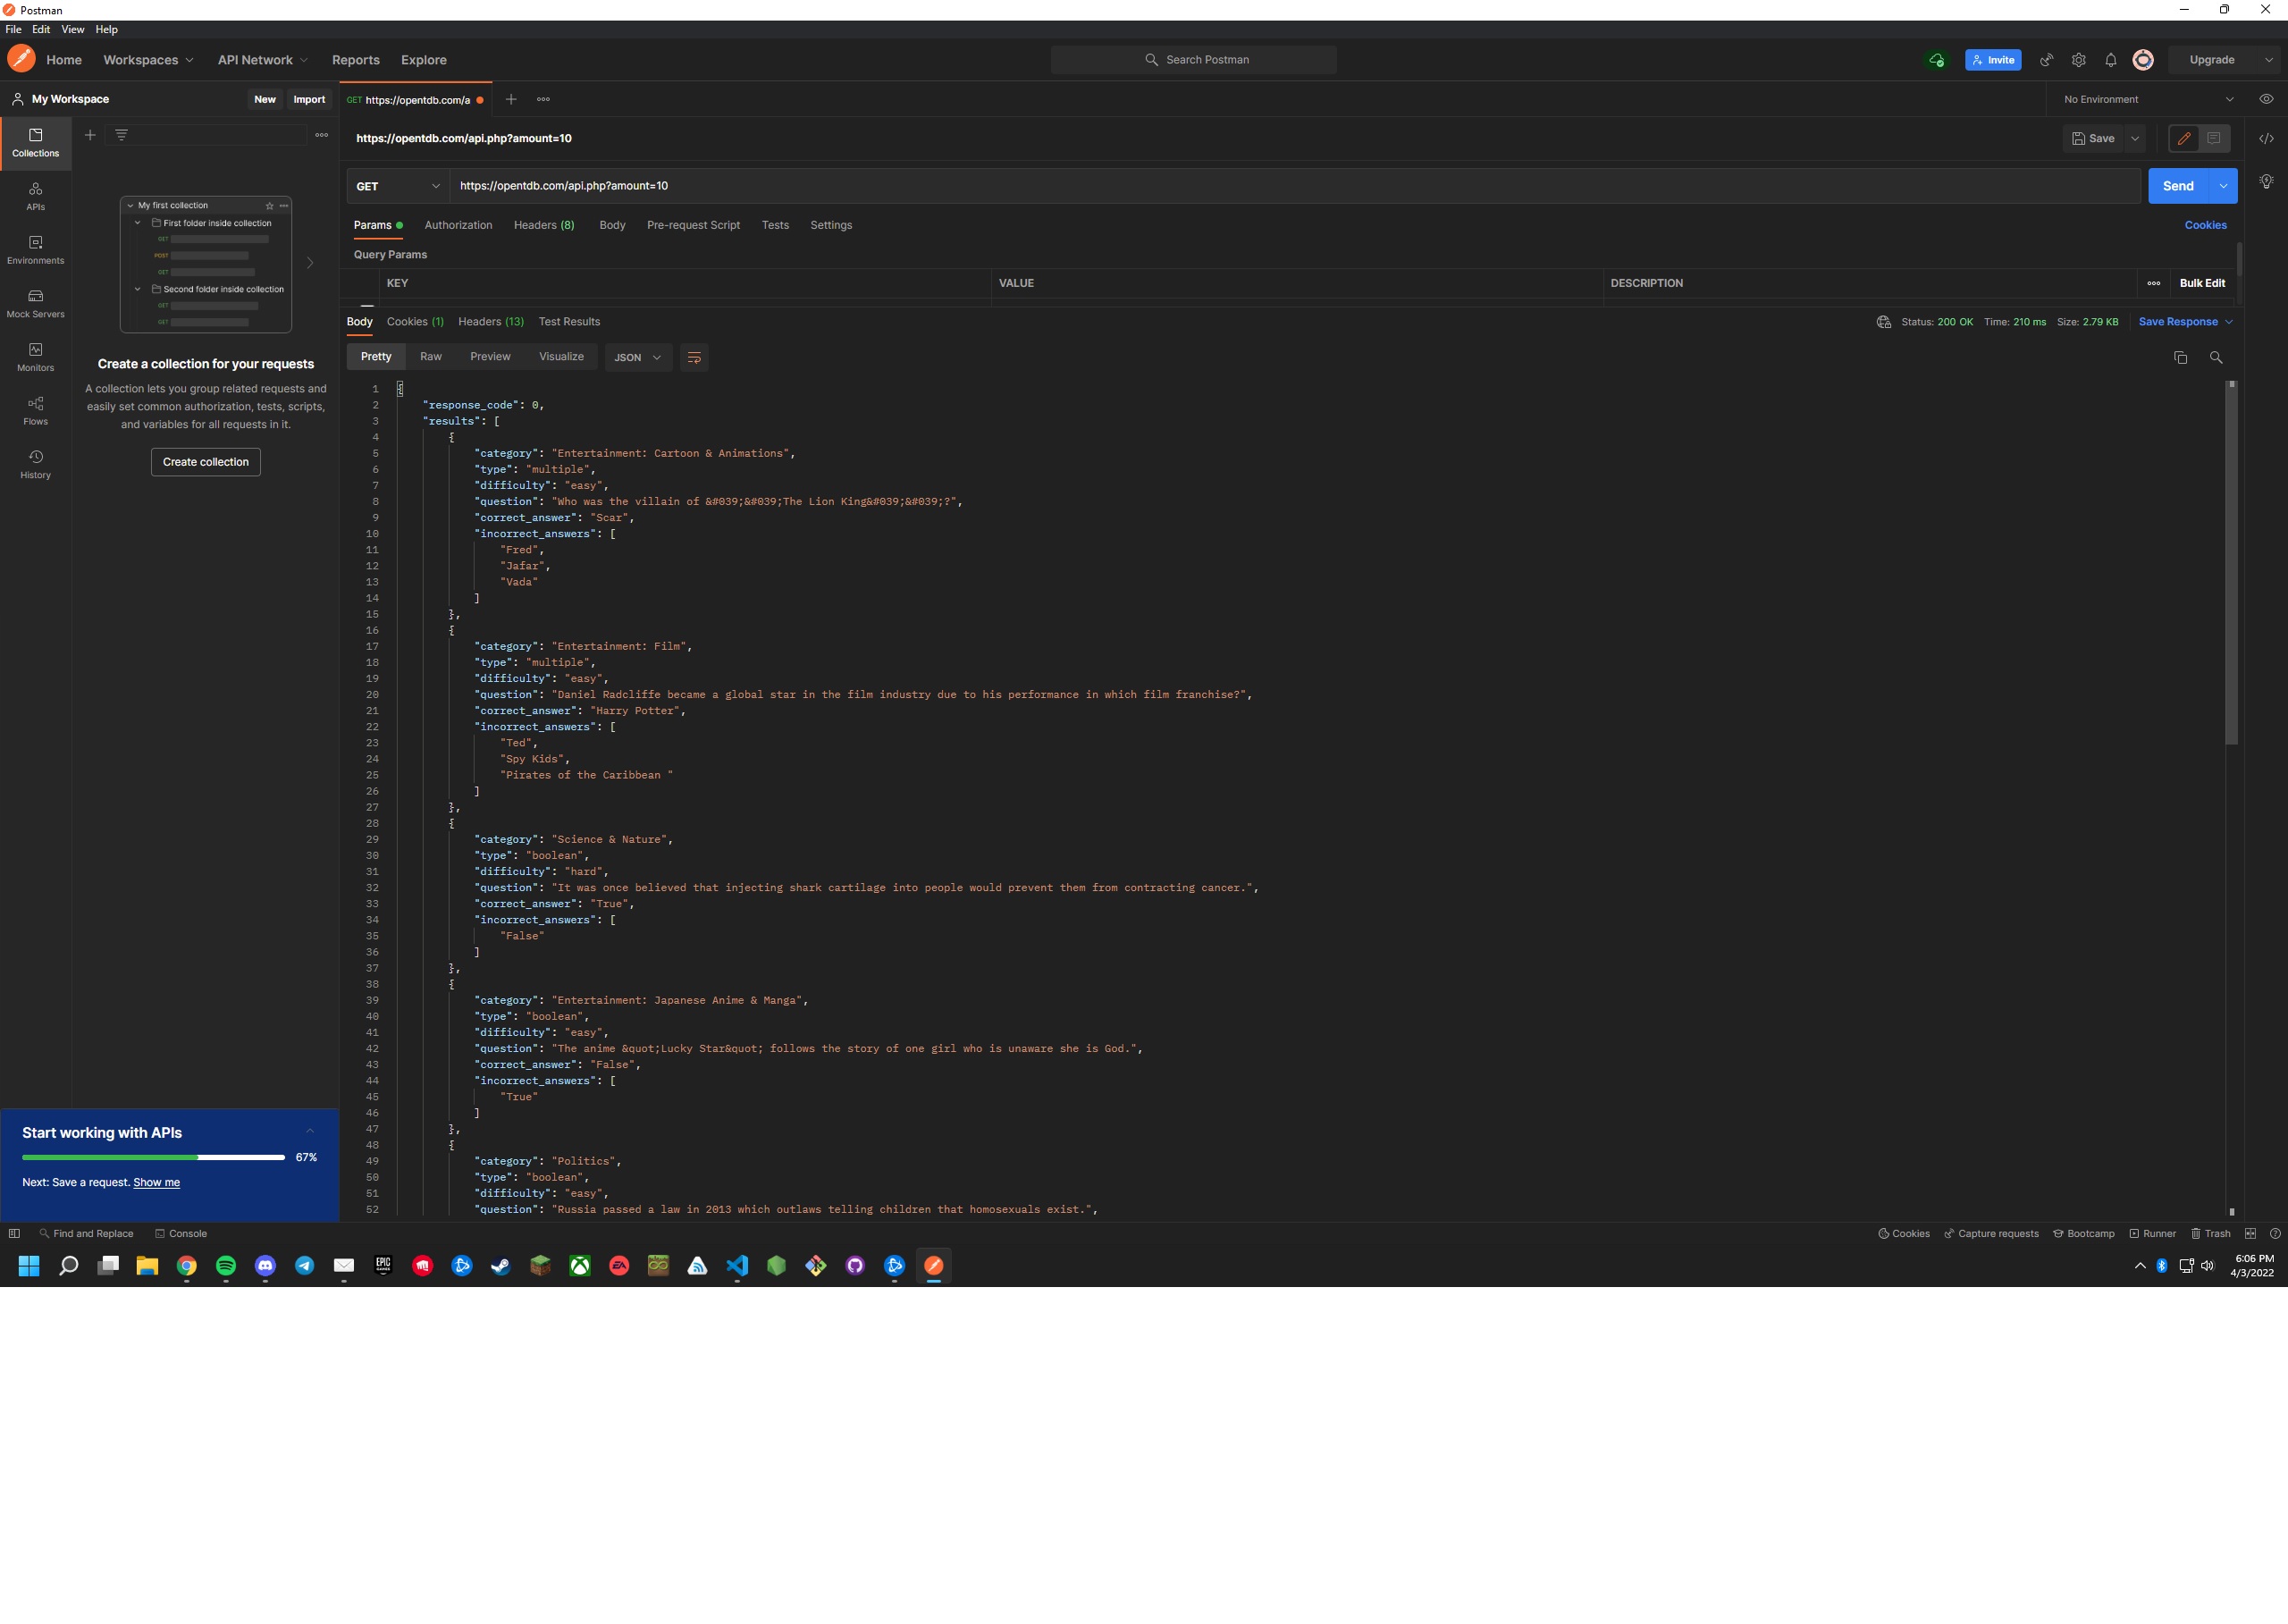 Postman
File Edit View Help
Home Workspaces API Network Reports Explore Search Postman Invite Upgrade
My Workspace New Import GET https://opentdb.com/a No Environment
https://opentdb.com/api.php?amount=10 Save
Collections
APIs
Environments
Mock Servers
Monitors
Flows
History
My first collection
First folder inside collection
GET
POST
GET
Second folder inside collection
GET
GET
Create a collection for your requests
A collection lets you group related requests and
easily set common authorization, tests, scripts,
and variables for all requests in it.
Create collection
Start working with APIs
67%
Next: Save a request. Show me
GET https://opentdb.com/api.php?amount=10 Send
Params Authorization Headers (8) Body Pre-request Script Tests Settings Cookies
Query Params
KEY VALUE DESCRIPTION Bulk Edit
Body Cookies (1) Headers (13) Test Results Status: 200 OK Time: 210 ms Size: 2.79 KB Save Response
Pretty Raw Preview Visualize JSON
1 {
2 "response_code": 0,
3 "results": [
4 {
5 "category": "Entertainment: Cartoon & Animations",
6 "type": "multiple",
7 "difficulty": "easy",
8 "question": "Who was the villain of &#039;&#039;The Lion King&#039;&#039;?",
9 "correct_answer": "Scar",
10 "incorrect_answers": [
11 "Fred",
12 "Jafar",
13 "Vada"
14 ]
15 },
16 {
17 "category": "Entertainment: Film",
18 "type": "multiple",
19 "difficulty": "easy",
20 "question": "Daniel Radcliffe became a global star in the film industry due to his performance in which film franchise?",
21 "correct_answer": "Harry Potter",
22 "incorrect_answers": [
23 "Ted",
24 "Spy Kids",
25 "Pirates of the Caribbean "
26 ]
27 },
28 {
29 "category": "Science & Nature",
30 "type": "boolean",
31 "difficulty": "hard",
32 "question": "It was once believed that injecting shark cartilage into people would prevent them from contracting cancer.",
33 "correct_answer": "True",
34 "incorrect_answers": [
35 "False"
36 ]
37 },
38 {
39 "category": "Entertainment: Japanese Anime & Manga",
40 "type": "boolean",
41 "difficulty": "easy",
42 "question": "The anime &quot;Lucky Star&quot; follows the story of one girl who is unaware she is God.",
43 "correct_answer": "False",
44 "incorrect_answers": [
45 "True"
46 ]
47 },
48 {
49 "category": "Politics",
50 "type": "boolean",
51 "difficulty": "easy",
52 "question": "Russia passed a law in 2013 which outlaws telling children that homosexuals exist.",
Find and Replace Console Cookies Capture requests Bootcamp Runner Trash
EPIC GAMES
EA
6:06 PM
4/3/2022